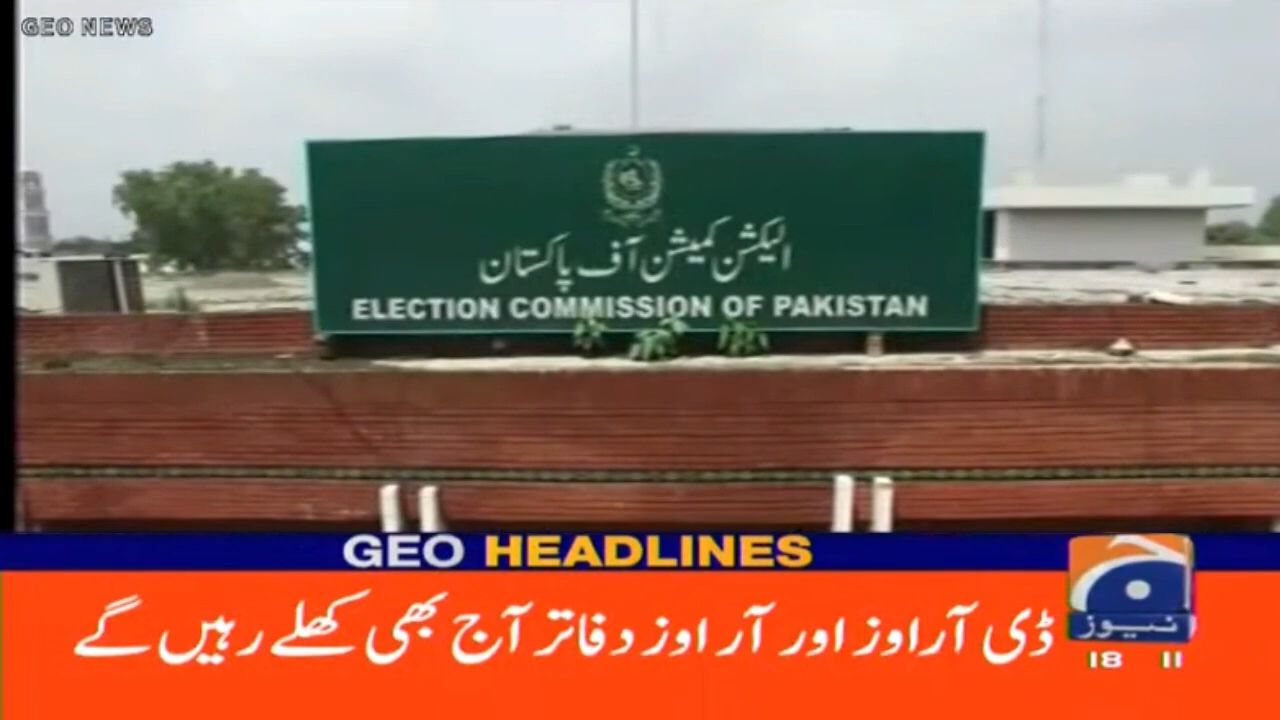 GEO NEWS
الیکشن کمیشن آف پاکستان
ELECTION COMMISSION OF PAKISTAN
GEO HEADLINES
ڈی آر اوز اور آر اوز دفاتر آج بھی کھلے رہیں گے
نیوز
18 11